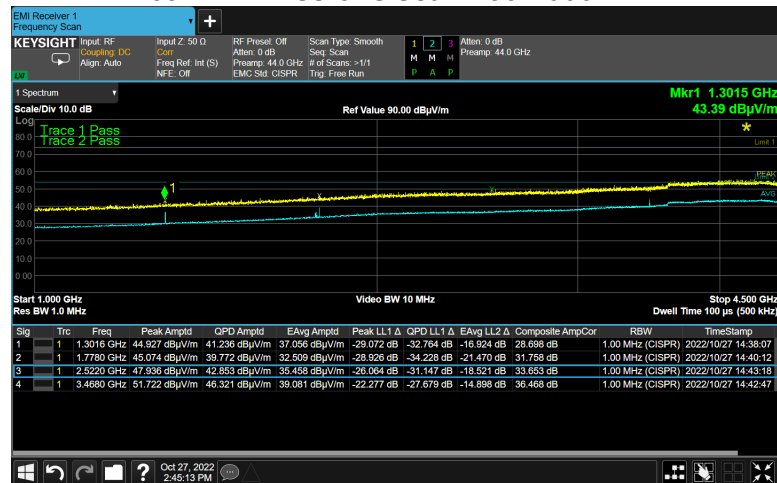 EMI Receiver 1
Frequency Scan
+
KEYSIGHT
Input: RF
Coupling: DC
Align: Auto
Input Z: 50 Ω
Corr
Freq Ref: Int (S)
NFE: Off
RF Presel: Off
Atten: 0 dB
Preamp: 44.0 GHz
EMC Std: CISPR
Scan Type: Smooth
Seq: Scan
# of Scans: >1/1
Trig: Free Run
1 2 3
M M M
P A P
Atten: 0 dB
Preamp: 44.0 GHz
LXI
1 Spectrum
Scale/Div 10.0 dB
Ref Value 90.00 dBµV/m
Mkr1 1.3015 GHz
43.39 dBµV/m
Log
Trace 1 Pass
Trace 2 Pass
80.0
70.0
60.0
50.0
40.0
30.0
20.0
10.0
0.00
Limit 1
PEAK
AVG
1
Start 1.000 GHz
Res BW 1.0 MHz
Video BW 10 MHz
Stop 4.500 GHz
Dwell Time 100 µs (500 kHz)
Sig Trc Freq Peak Amptd QPD Amptd EAvg Amptd Peak LL1 Δ QPD LL1 Δ EAvg LL2 Δ Composite AmpCor RBW TimeStamp
1 1 1.3016 GHz 44.927 dBµV/m 41.236 dBµV/m 37.056 dBµV/m -29.072 dB -32.764 dB -16.924 dB 28.698 dB 1.00 MHz (CISPR) 2022/10/27 14:38:07
2 1 1.7780 GHz 45.074 dBµV/m 39.772 dBµV/m 32.509 dBµV/m -28.926 dB -34.228 dB -21.470 dB 31.758 dB 1.00 MHz (CISPR) 2022/10/27 14:40:12
3 1 2.5220 GHz 47.936 dBµV/m 42.853 dBµV/m 35.458 dBµV/m -26.064 dB -31.147 dB -18.521 dB 33.653 dB 1.00 MHz (CISPR) 2022/10/27 14:43:18
4 1 3.4680 GHz 51.722 dBµV/m 46.321 dBµV/m 39.081 dBµV/m -22.277 dB -27.679 dB -14.898 dB 36.468 dB 1.00 MHz (CISPR) 2022/10/27 14:42:47
?
Oct 27, 2022
2:45:13 PM